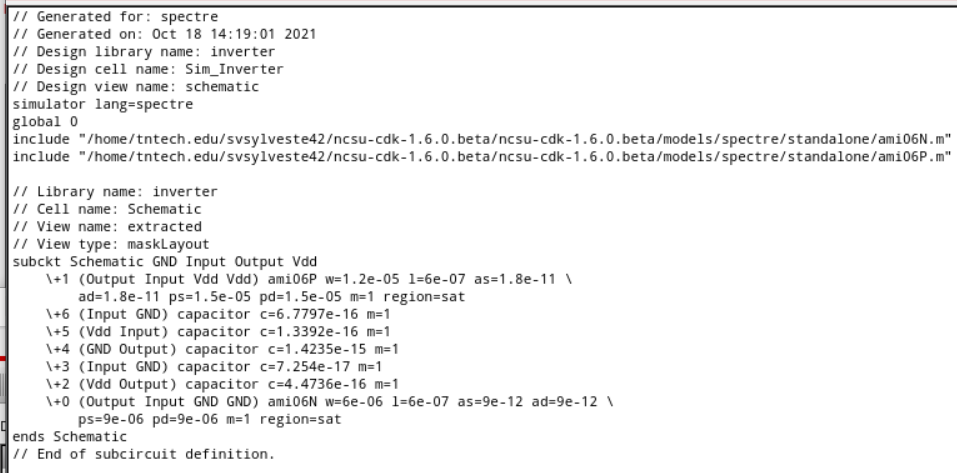 // Generated for: spectre
// Generated on: Oct 18 14:19:01 2021
// Design library name: inverter
// Design cell name: Sim_Inverter
// Design view name: schematic
simulator lang=spectre
global 0
include "/home/tntech.edu/svsylveste42/ncsu-cdk-1.6.0.beta/ncsu-cdk-1.6.0.beta/models/spectre/standalone/ami06N.m"
include "/home/tntech.edu/svsylveste42/ncsu-cdk-1.6.0.beta/ncsu-cdk-1.6.0.beta/models/spectre/standalone/ami06P.m"
// Library name: inverter
// Cell name: Schematic
// View name: extracted
// View type: maskLayout
subckt Schematic GND Input Output Vdd
\+1 (Output Input Vdd Vdd) ami06P w=1.2e-05 l=6e-07 as=1.8e-11 \
ad=1.8e-11 ps=1.5e-05 pd=1.5e-05 m=1 region=sat
\+6 (Input GND) capacitor c=6.7797e-16 m=1
\+5 (Vdd Input) capacitor c=1.3392e-16 m=1
\+4 (GND Output) capacitor c=1.4235e-15 m=1
\+3 (Input GND) capacitor c=7.254e-17 m=1
\+2 (Vdd Output) capacitor c=4.4736e-16 m=1
\+0 (Output Input GND GND) ami06N w=6e-06 l=6e-07 as=9e-12 ad=9e-12 \
ps=9e-06 pd=9e-06 m=1 region=sat
ends Schematic
// End of subcircuit definition.